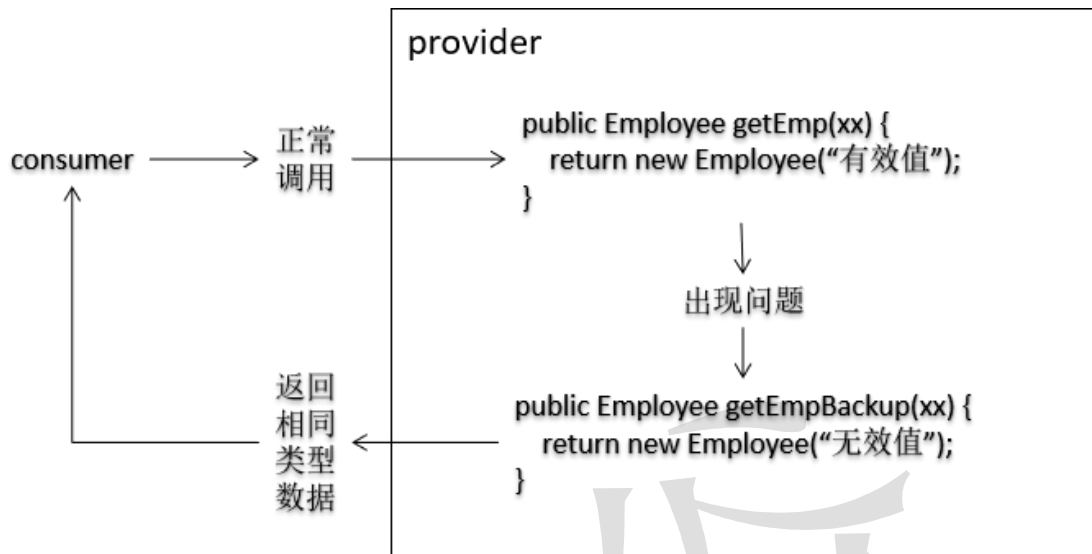 provider
consumer
正常
调用
public Employee getEmp(xx) {
return new Employee(“有效值”);
}
出现问题
public Employee getEmpBackup(xx) {
return new Employee(“无效值”);
}
返回
相同
类型
数据